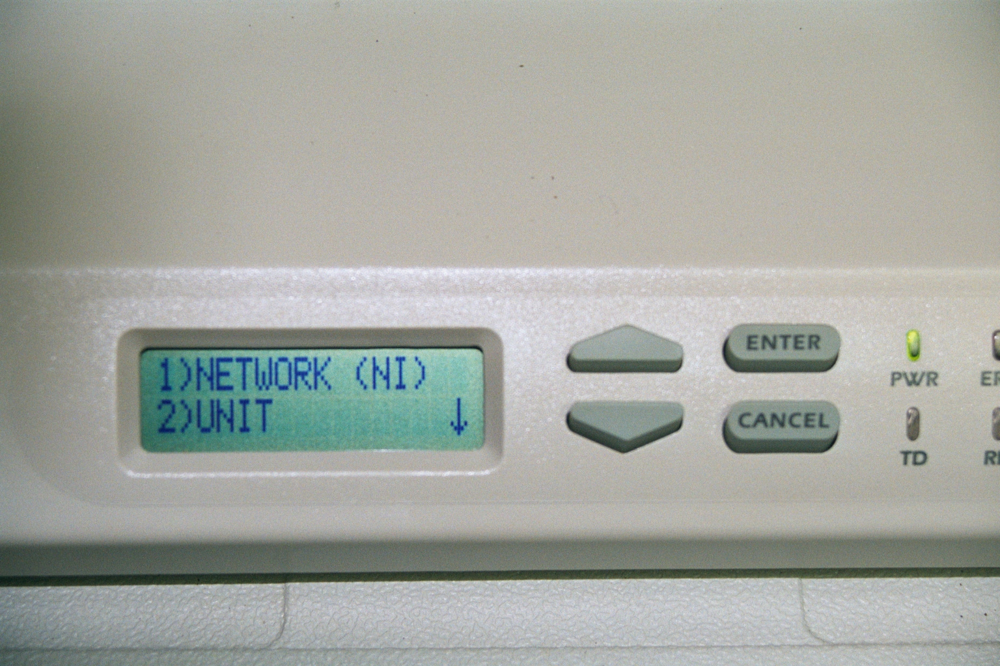 1)NETWORK (NI)
2)UNIT ↓
ENTER
CANCEL
PWR
TD